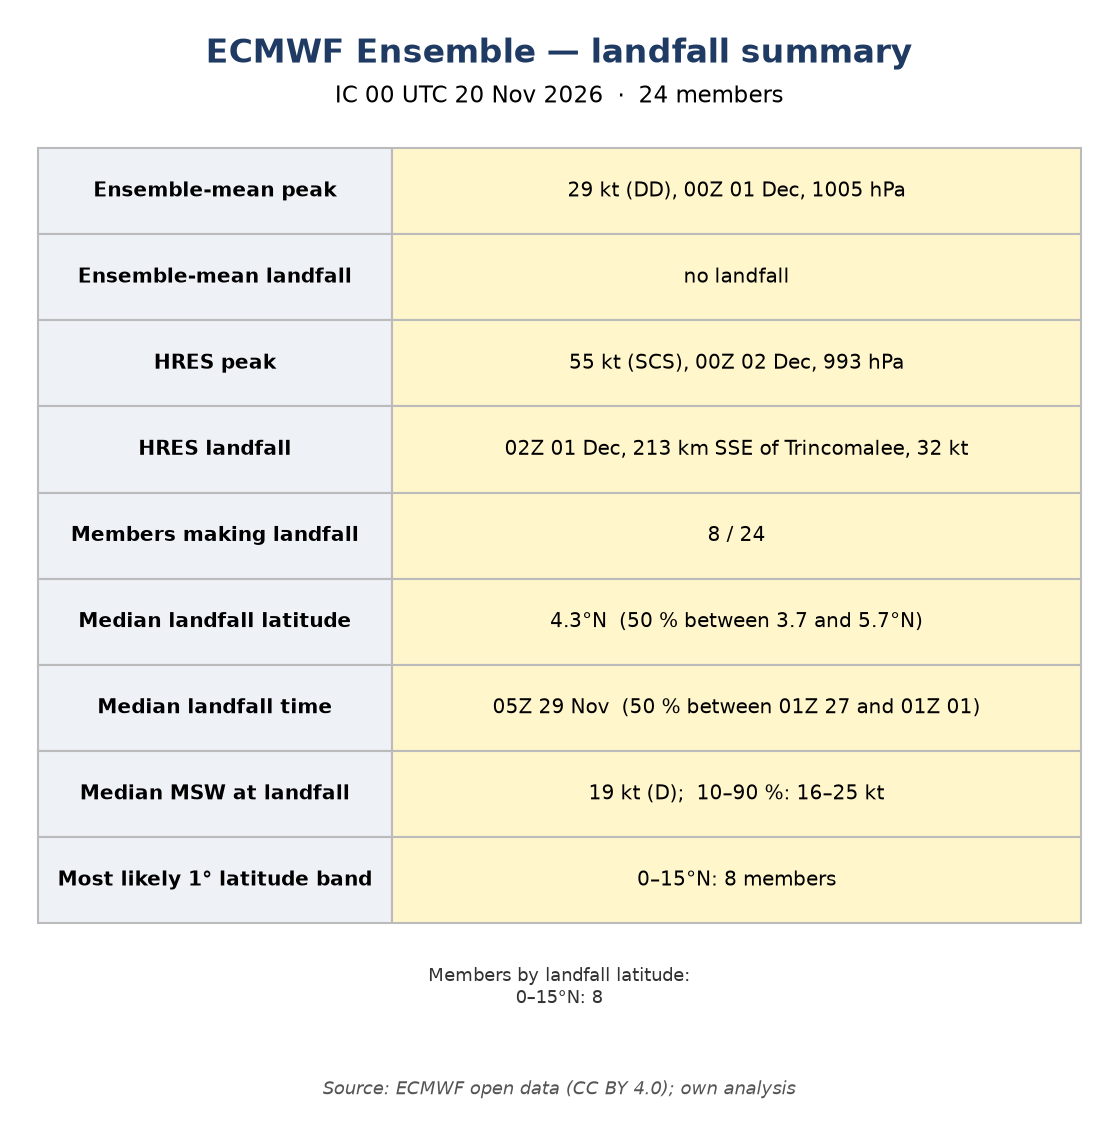 ECMWF Ensemble — landfall summary
IC 00 UTC 20 Nov 2026 · 24 members
Ensemble-mean peak 29 kt (DD), 00Z 01 Dec, 1005 hPa
Ensemble-mean landfall no landfall
HRES peak 55 kt (SCS), 00Z 02 Dec, 993 hPa
HRES landfall 02Z 01 Dec, 213 km SSE of Trincomalee, 32 kt
Members making landfall 8 / 24
Median landfall latitude 4.3°N (50 % between 3.7 and 5.7°N)
Median landfall time 05Z 29 Nov (50 % between 01Z 27 and 01Z 01)
Median MSW at landfall 19 kt (D); 10–90 %: 16–25 kt
Most likely 1° latitude band 0–15°N: 8 members
Members by landfall latitude:
0–15°N: 8
Source: ECMWF open data (CC BY 4.0); own analysis